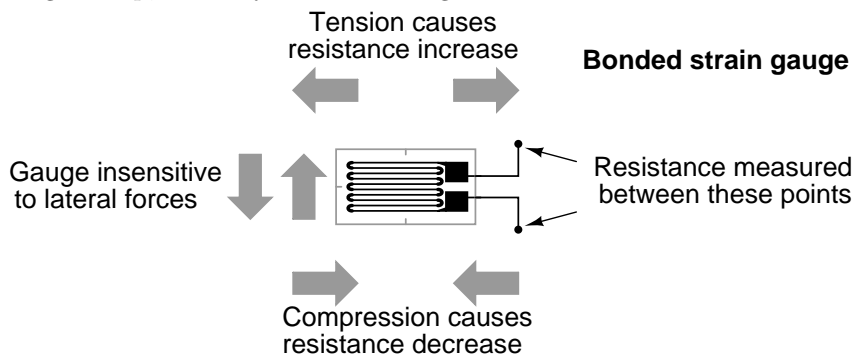 Tension causes
resistance increase
Bonded strain gauge
Gauge insensitive
to lateral forces
Resistance measured
between these points
Compression causes
resistance decrease